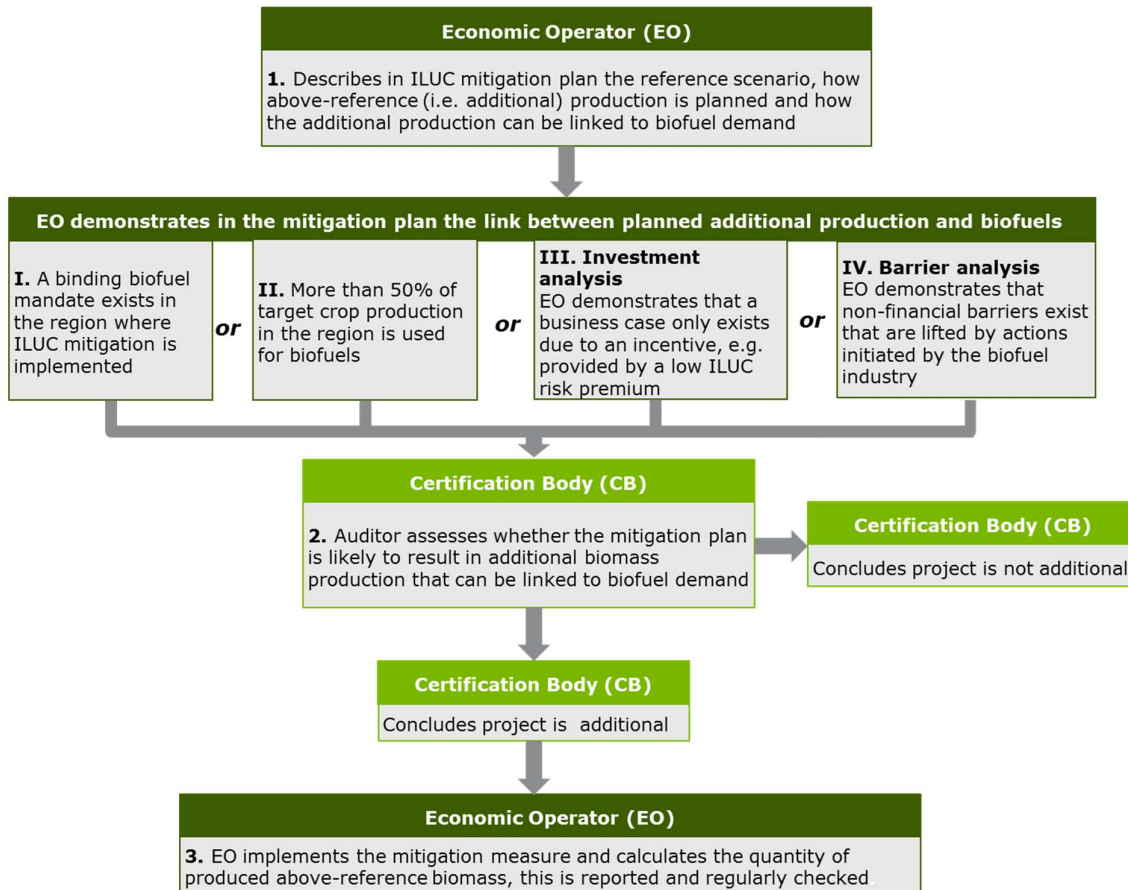 Economic Operator (EO)
1. Describes in ILUC mitigation plan the reference scenario, how
above-reference (i.e. additional) production is planned and how
the additional production can be linked to biofuel demand
EO demonstrates in the mitigation plan the link between planned additional production and biofuels
I. A binding biofuel
mandate exists in
the region where
ILUC mitigation is
implemented
or
II. More than 50% of
target crop production
in the region is used
for biofuels
or
III. Investment
analysis
EO demonstrates that a
business case only exists
due to an incentive, e.g.
provided by a low ILUC
risk premium
or
IV. Barrier analysis
EO demonstrates that
non-financial barriers exist
that are lifted by actions
initiated by the biofuel
industry
Certification Body (CB)
2. Auditor assesses whether the mitigation plan
is likely to result in additional biomass
production that can be linked to biofuel demand
Certification Body (CB)
Concludes project is not additional
Certification Body (CB)
Concludes project is additional
Economic Operator (EO)
3. EO implements the mitigation measure and calculates the quantity of
produced above-reference biomass, this is reported and regularly checked.